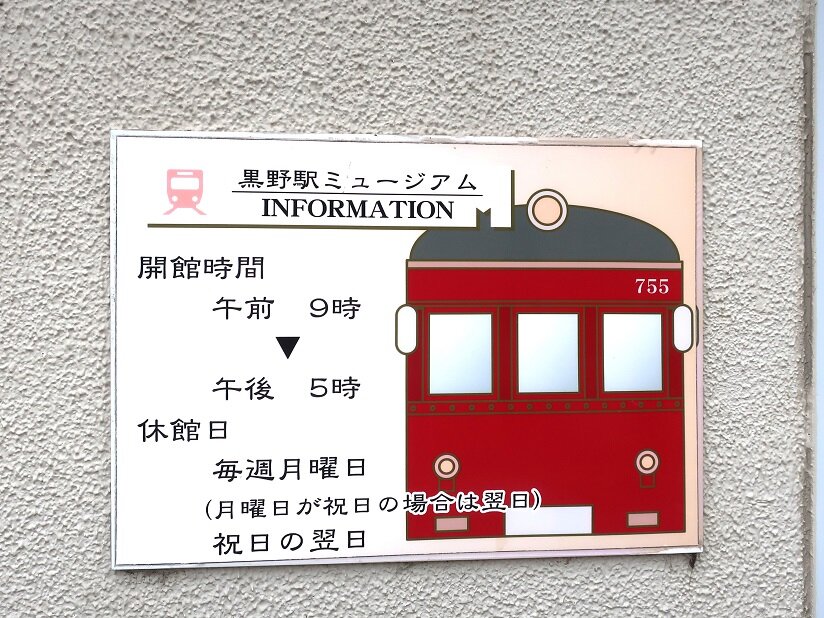 黒野駅ミュージアム
INFORMATION
755
開館時間
午前 9時
▼
午後 5時
休館日
毎週月曜日
(月曜日が祝日の場合は翌日)
祝日の翌日